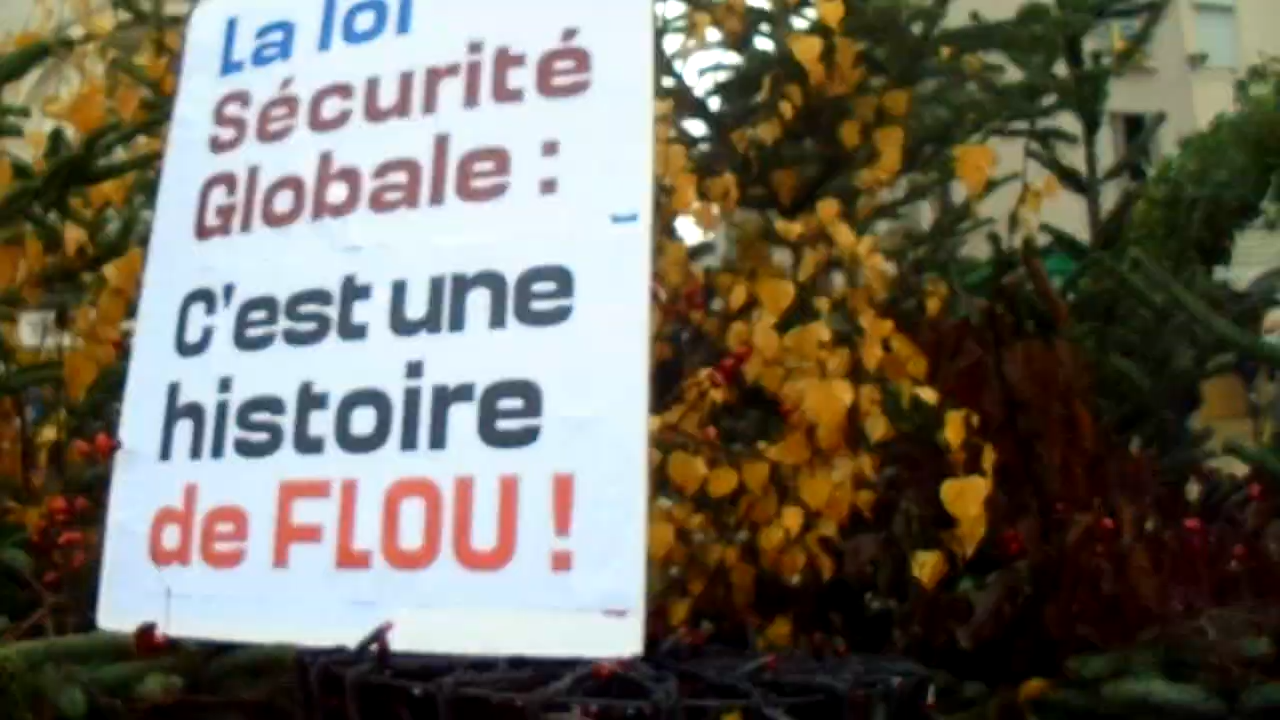 La loi
Sécurité
Globale :
C'est une
histoire
de FLOU !